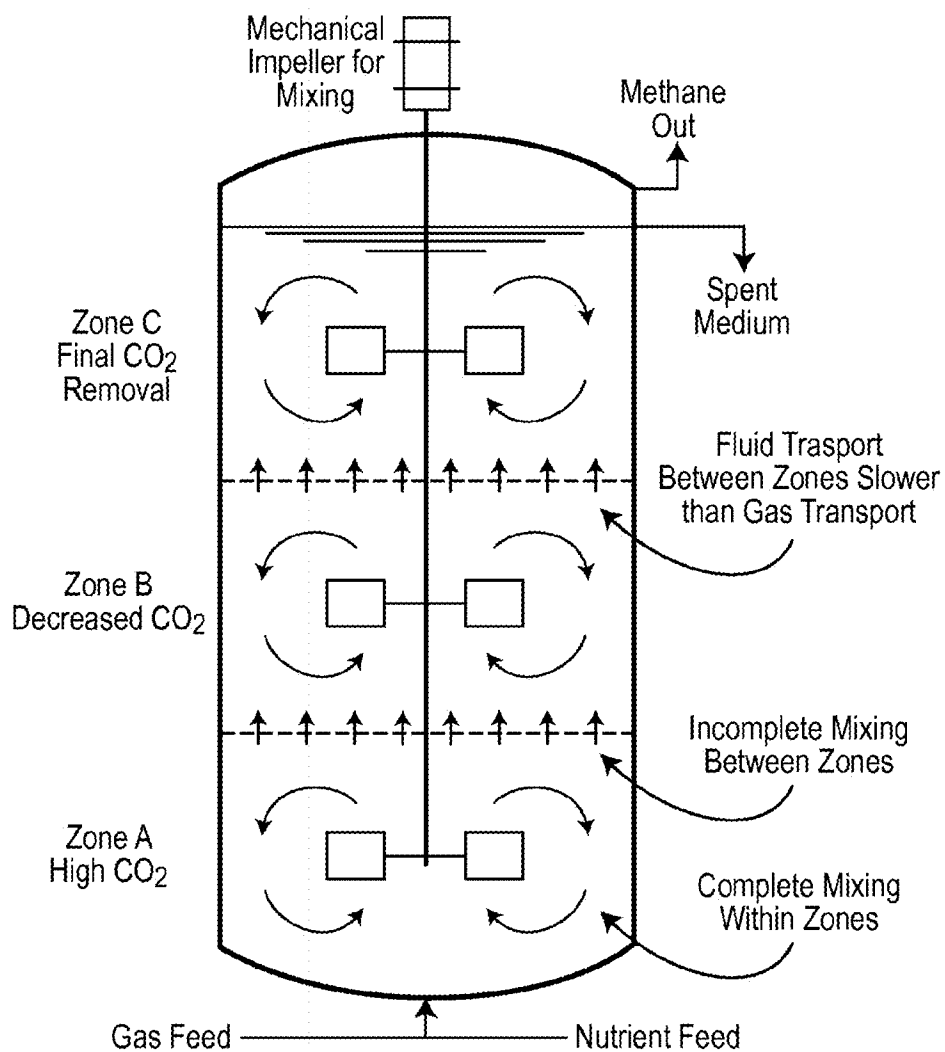 Mechanical
Impeller for
Mixing
Methane
Out
Spent
Medium
Zone C
Final CO₂
Removal
Fluid Trasport
Between Zones Slower
than Gas Transport
Zone B
Decreased CO₂
Incomplete Mixing
Between Zones
Zone A
High CO₂
Complete Mixing
Within Zones
Gas Feed
Nutrient Feed